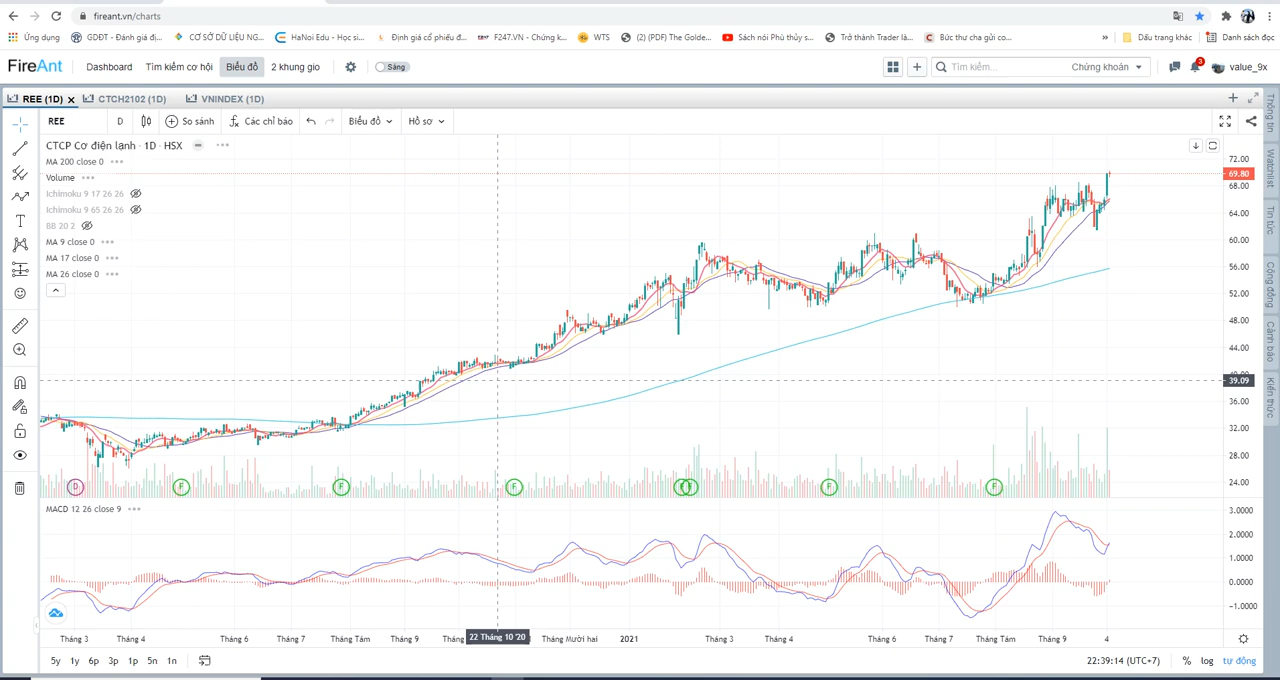 fireant.vn/charts
Ứng dụng GDĐT - Đánh giá đị... CƠ SỞ DỮ LIỆU NG... HaNoi Edu - Học si... Định giá cổ phiếu đ... F247.VN - Chứng k... WTS (2) (PDF) The Golde... Sách nói Phù thủy s... Trở thành Trader làn... Bức thư cha gửi co... » Dấu trang khác Danh sách đọc
FireAnt Dashboard Tìm kiếm cơ hội Biểu đồ 2 khung gio Sáng Tìm kiếm... Chứng khoán 3 value_9x
REE (1D) x CTCH2102 (1D) VNINDEX (1D)
REE D So sánh Các chỉ báo Biểu đồ Hồ sơ
CTCP Cơ điện lạnh · 1D · HSX
MA 200 close 0
Volume
Ichimoku 9 17 26 26
Ichimoku 9 65 26 26
BB 20 2
MA 9 close 0
MA 17 close 0
MA 26 close 0
72.00
69.80
68.00
64.00
60.00
56.00
52.00
48.00
44.00
39.09
36.00
32.00
28.00
24.00
D F F F F F F F
MACD 12 26 close 9
3.0000
2.0000
1.0000
0.0000
-1.0000
Tháng 3 Tháng 4 Tháng 6 Tháng 7 Tháng Tám Tháng 9 22 Tháng 10 '20 Tháng Mười hai 2021 Tháng 3 Tháng 4 Tháng 6 Tháng 7 Tháng Tám Tháng 9 4
5y 1y 6p 3p 1p 5n 1n 22:39:14 (UTC+7) % log tự động
Thông tin
Watchlist
Tin tức
Cộng đồng
Cảnh báo
Kiến thức